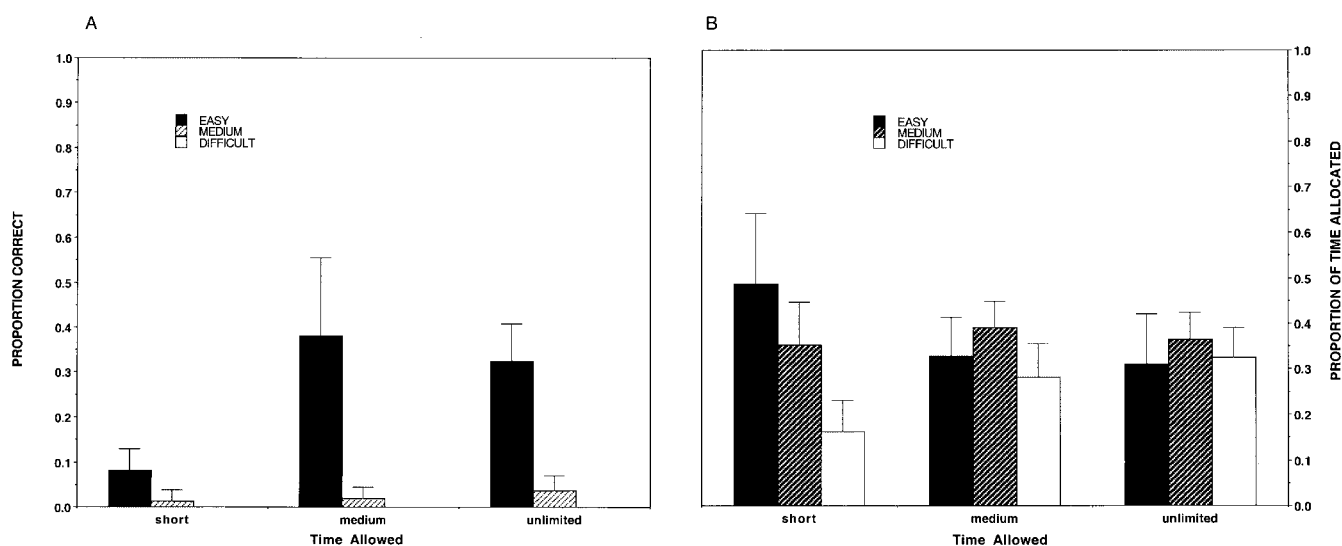 A
PROPORTION CORRECT
1.0
0.9
0.8
0.7
0.6
0.5
0.4
0.3
0.2
0.1
0.0
EASY
MEDIUM
DIFFICULT
short medium unlimited
Time Allowed
B
EASY
MEDIUM
DIFFICULT
1.0
0.9
0.8
0.7
0.6
0.5
0.4
0.3
0.2
0.1
0.0
PROPORTION OF TIME ALLOCATED
short medium unlimited
Time Allowed